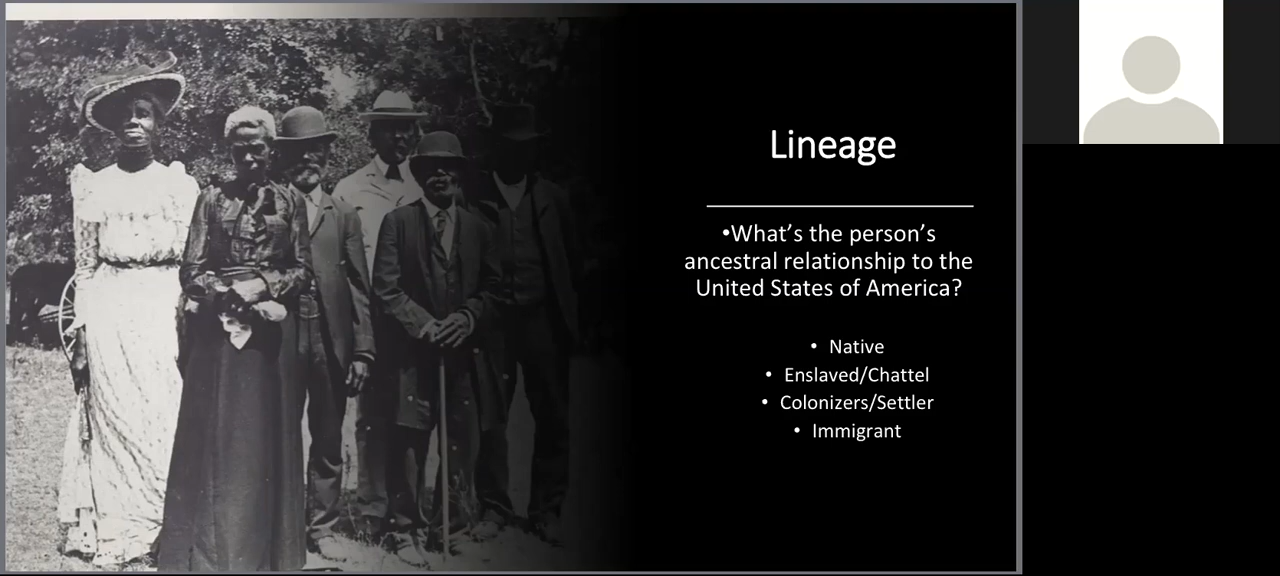 Lineage
•What’s the person’s
ancestral relationship to the
United States of America?
• Native
• Enslaved/Chattel
• Colonizers/Settler
• Immigrant